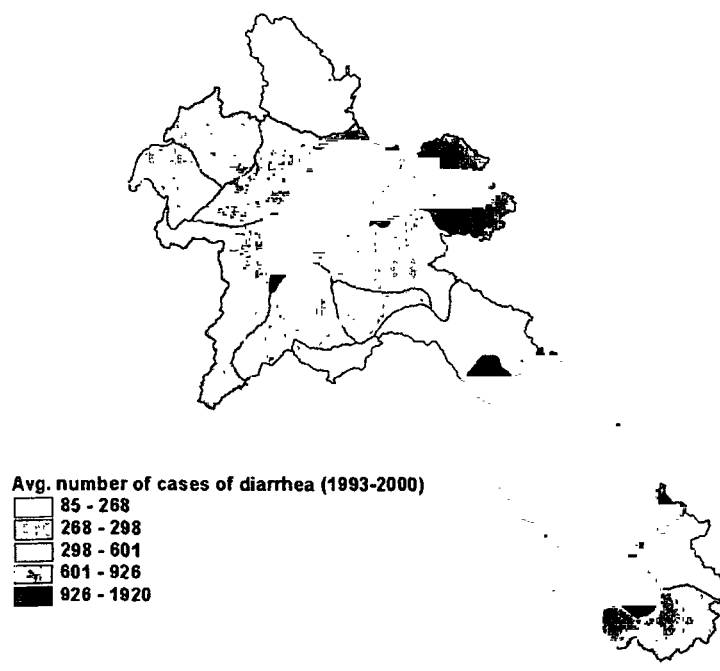 Avg. number of cases of diarrhea (1993-2000)
85 - 268
268 - 298
298 - 601
601 - 926
926 - 1920